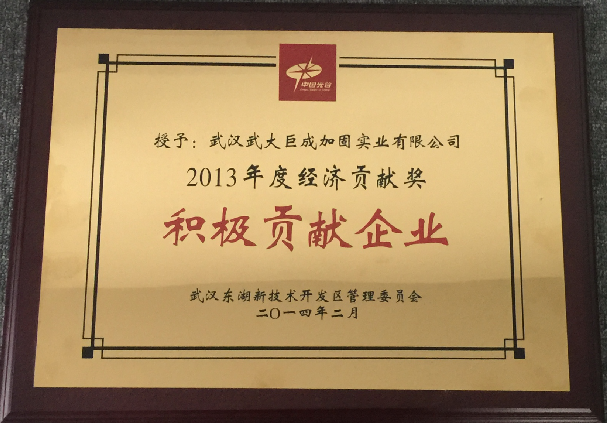 中国光谷
授予：武汉武大巨成加固实业有限公司
2013年度经济贡献奖
积极贡献企业
武汉东湖新技术开发区管理委员会
二〇一四年二月